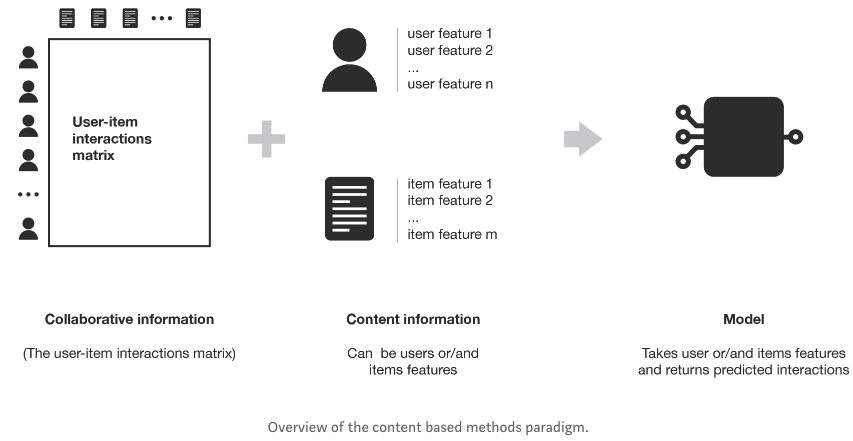 User-item
interactions
matrix
user feature 1
user feature 2
...
user feature n
item feature 1
item feature 2
...
item feature m
Collaborative information
(The user-item interactions matrix)
Content information
Can be users or/and
items features
Model
Takes user or/and items features
and returns predicted interactions
Overview of the content based methods paradigm.